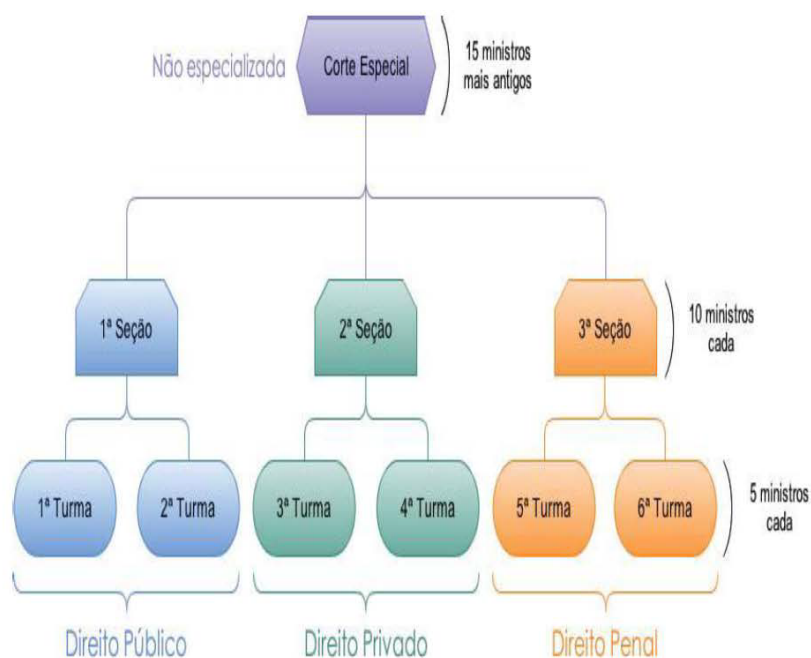 Não especializada
Corte Especial
15 ministros
mais antigos
1ª Seção
2ª Seção
3ª Seção
10 ministros
cada
1ª Turma
2ª Turma
3ª Turma
4ª Turma
5ª Turma
6ª Turma
5 ministros
cada
Direito Público
Direito Privado
Direito Penal